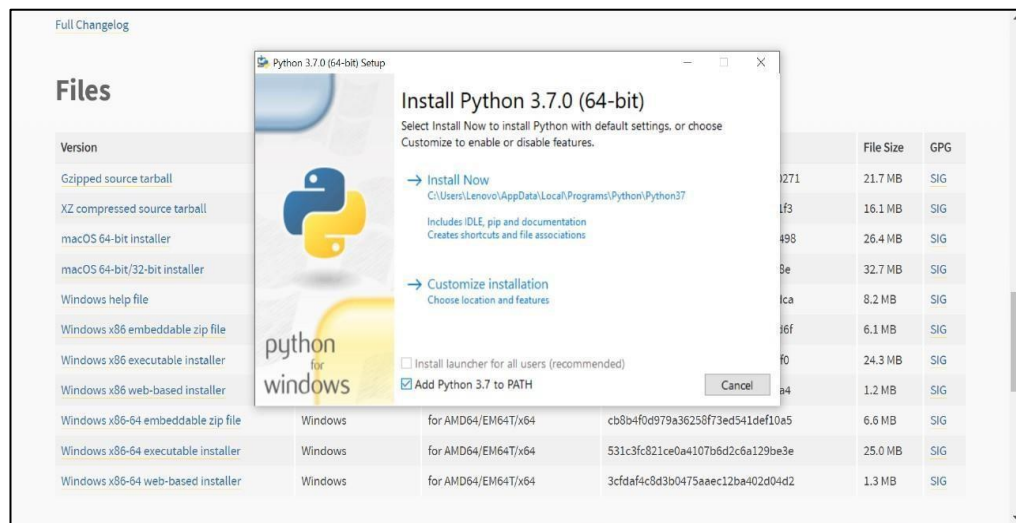 Full Changelog
Files
Version
File Size
GPG
Gzipped source tarball
0271
21.7 MB
SIG
XZ compressed source tarball
1f3
16.1 MB
SIG
macOS 64-bit installer
498
26.4 MB
SIG
macOS 64-bit/32-bit installer
8e
32.7 MB
SIG
Windows help file
8.2 MB
SIG
Windows x86 embeddable zip file
6.1 MB
SIG
Windows x86 executable installer
f0
24.3 MB
SIG
Windows x86 web-based installer
a4
1.2 MB
SIG
Windows x86-64 embeddable zip file
Windows
for AMD64/EM64T/x64
cb8b4f0d979a36258f73ed541def10a5
6.6 MB
SIG
Windows x86-64 executable installer
Windows
for AMD64/EM64T/x64
531c3fc821ce0a4107b6d2c6a129be3e
25.0 MB
SIG
Windows x86-64 web-based installer
Windows
for AMD64/EM64T/x64
3cfdaf4c8d3b0475aaec12ba402d04d2
1.3 MB
SIG
Python 3.7.0 (64-bit) Setup
Install Python 3.7.0 (64-bit)
Select Install Now to install Python with default settings, or choose
Customize to enable or disable features.
Install Now
C:\Users\Lenovo\AppData\Local\Programs\Python\Python37
Includes IDLE, pip and documentation
Creates shortcuts and file associations
Customize installation
Choose location and features
python
for
windows
Install launcher for all users (recommended)
Add Python 3.7 to PATH
Cancel